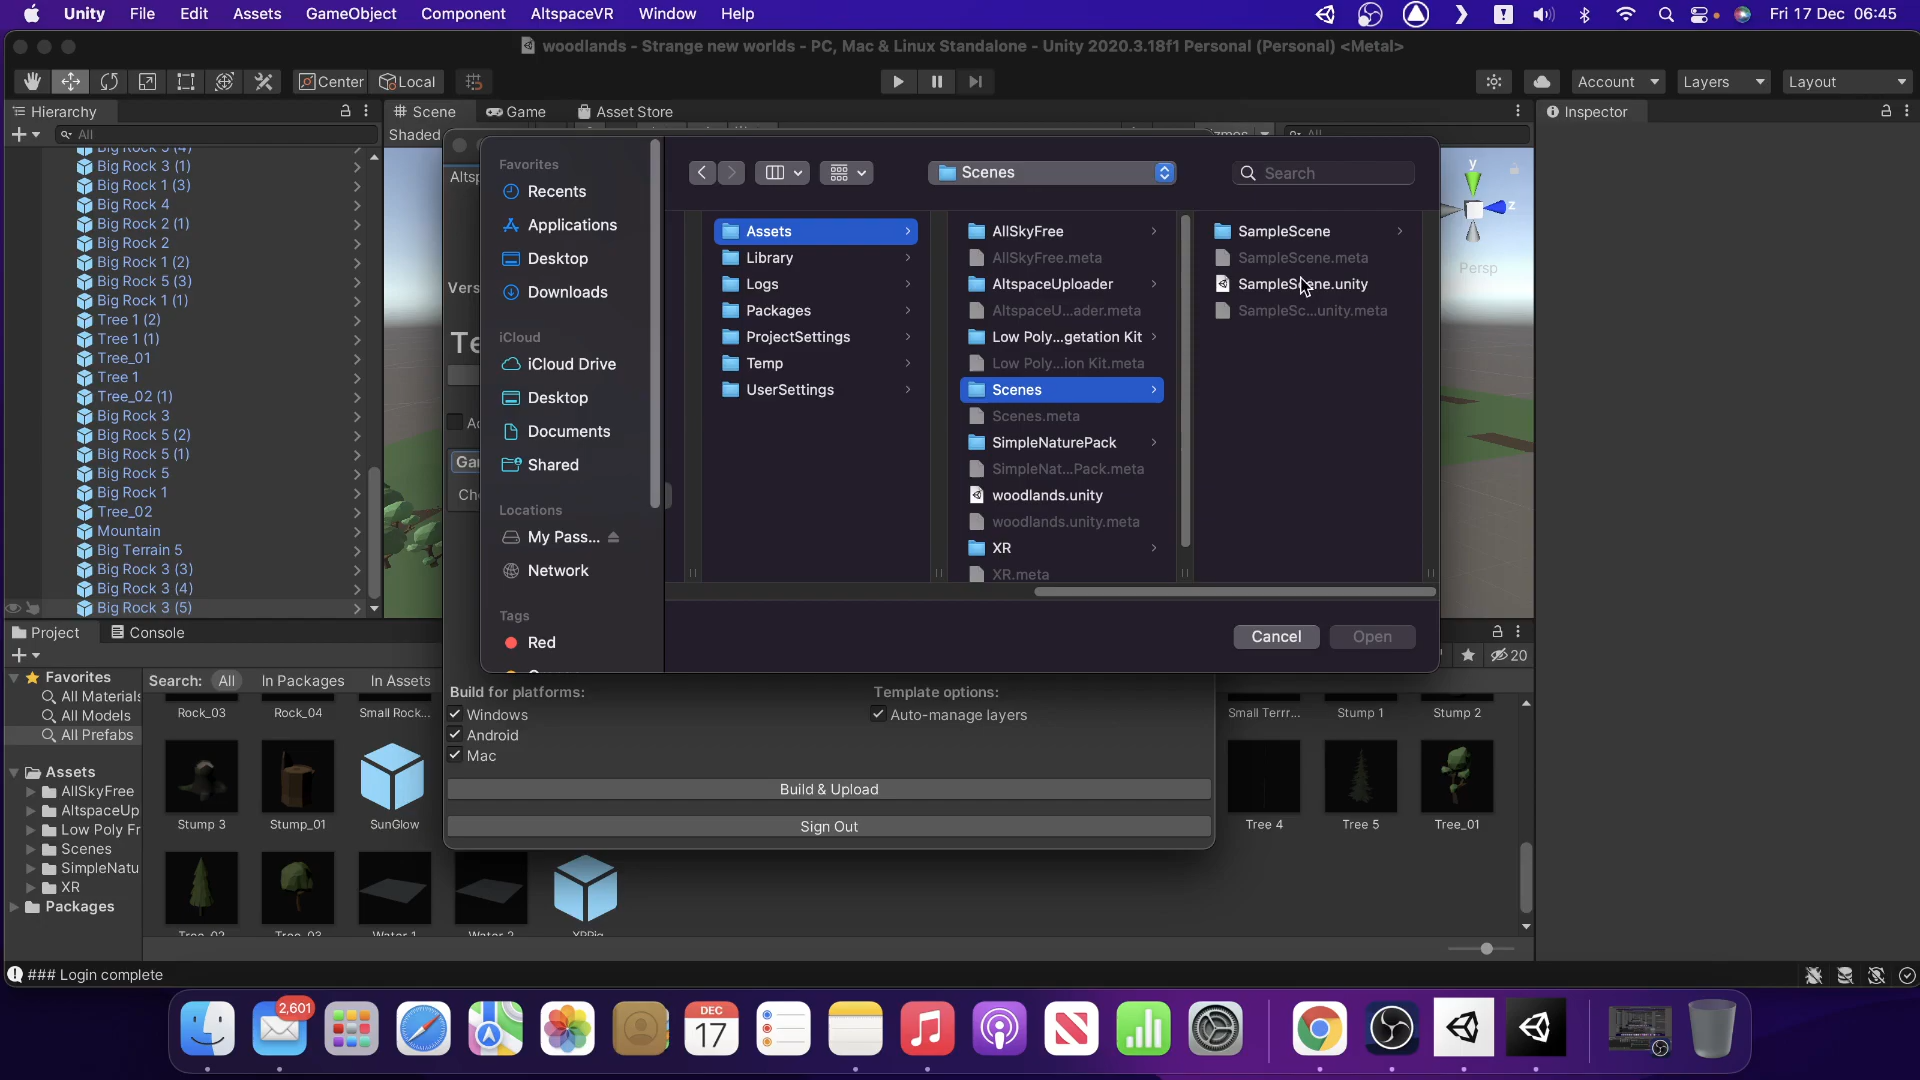 Unity File Edit Assets GameObject Component AltspaceVR Window Help
Fri 17 Dec 06:45
woodlands - Strange new worlds - PC, Mac & Linux Standalone - Unity 2020.3.18f1 Personal (Personal) <Metal>
Center Local
Account Layers Layout
Hierarchy
Scene Game Asset Store
Inspector
All
Shaded
All
Big Rock 3 (1)
Big Rock 1 (3)
Big Rock 4
Big Rock 2 (1)
Big Rock 2
Big Rock 1 (2)
Big Rock 5 (3)
Big Rock 1 (1)
Tree 1 (2)
Tree 1 (1)
Tree_01
Tree 1
Tree_02 (1)
Big Rock 3
Big Rock 5 (2)
Big Rock 5 (1)
Big Rock 5
Big Rock 1
Tree_02
Mountain
Big Terrain 5
Big Rock 3 (3)
Big Rock 3 (4)
Big Rock 3 (5)
Favorites
Recents
Applications
Desktop
Downloads
iCloud
iCloud Drive
Desktop
Documents
Shared
Locations
My Pass...
Network
Tags
Red
Scenes
Search
Assets
Library
Logs
Packages
ProjectSettings
Temp
UserSettings
AllSkyFree
AllSkyFree.meta
AltspaceUploader
AltspaceU...ader.meta
Low Poly...getation Kit
Low Poly...ion Kit.meta
Scenes
Scenes.meta
SimpleNaturePack
SimpleNat...Pack.meta
woodlands.unity
woodlands.unity.meta
XR
XR.meta
SampleScene
SampleScene.meta
SampleScene.unity
SampleSc...unity.meta
Cancel Open
y
z
Persp
Project Console
20
Favorites
All Materials
All Models
All Prefabs
Assets
AllSkyFree
AltspaceUp
Low Poly Fr
Scenes
SimpleNatu
XR
Packages
Search: All In Packages In Assets
Rock_03 Rock_04 Small Rock...
Stump 3 Stump_01 SunGlow
Build for platforms:
Windows
Android
Mac
Template options:
Auto-manage layers
Build & Upload
Sign Out
Small Terrr... Stump 1 Stump 2
Tree 4 Tree 5 Tree_01
Tree_02 Tree_03 Water 1 Water 2 XRRig
### Login complete
2,601
DEC
17